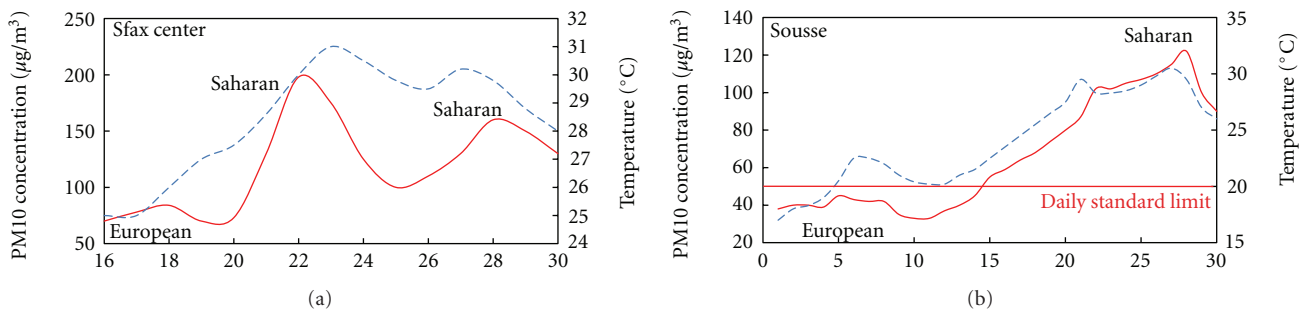 Sfax center
PM10 concentration (µg/m³)
250
200
150
100
50
Saharan
Saharan
European
16 18 20 22 24 26 28 30
32
31
30
29
28
27
26
25
24
Temperature (°C)
(a)
Sousse
PM10 concentration (µg/m³)
140
120
100
80
60
40
20
Saharan
Daily standard limit
European
0 5 10 15 20 25 30
35
30
25
20
15
Temperature (°C)
(b)